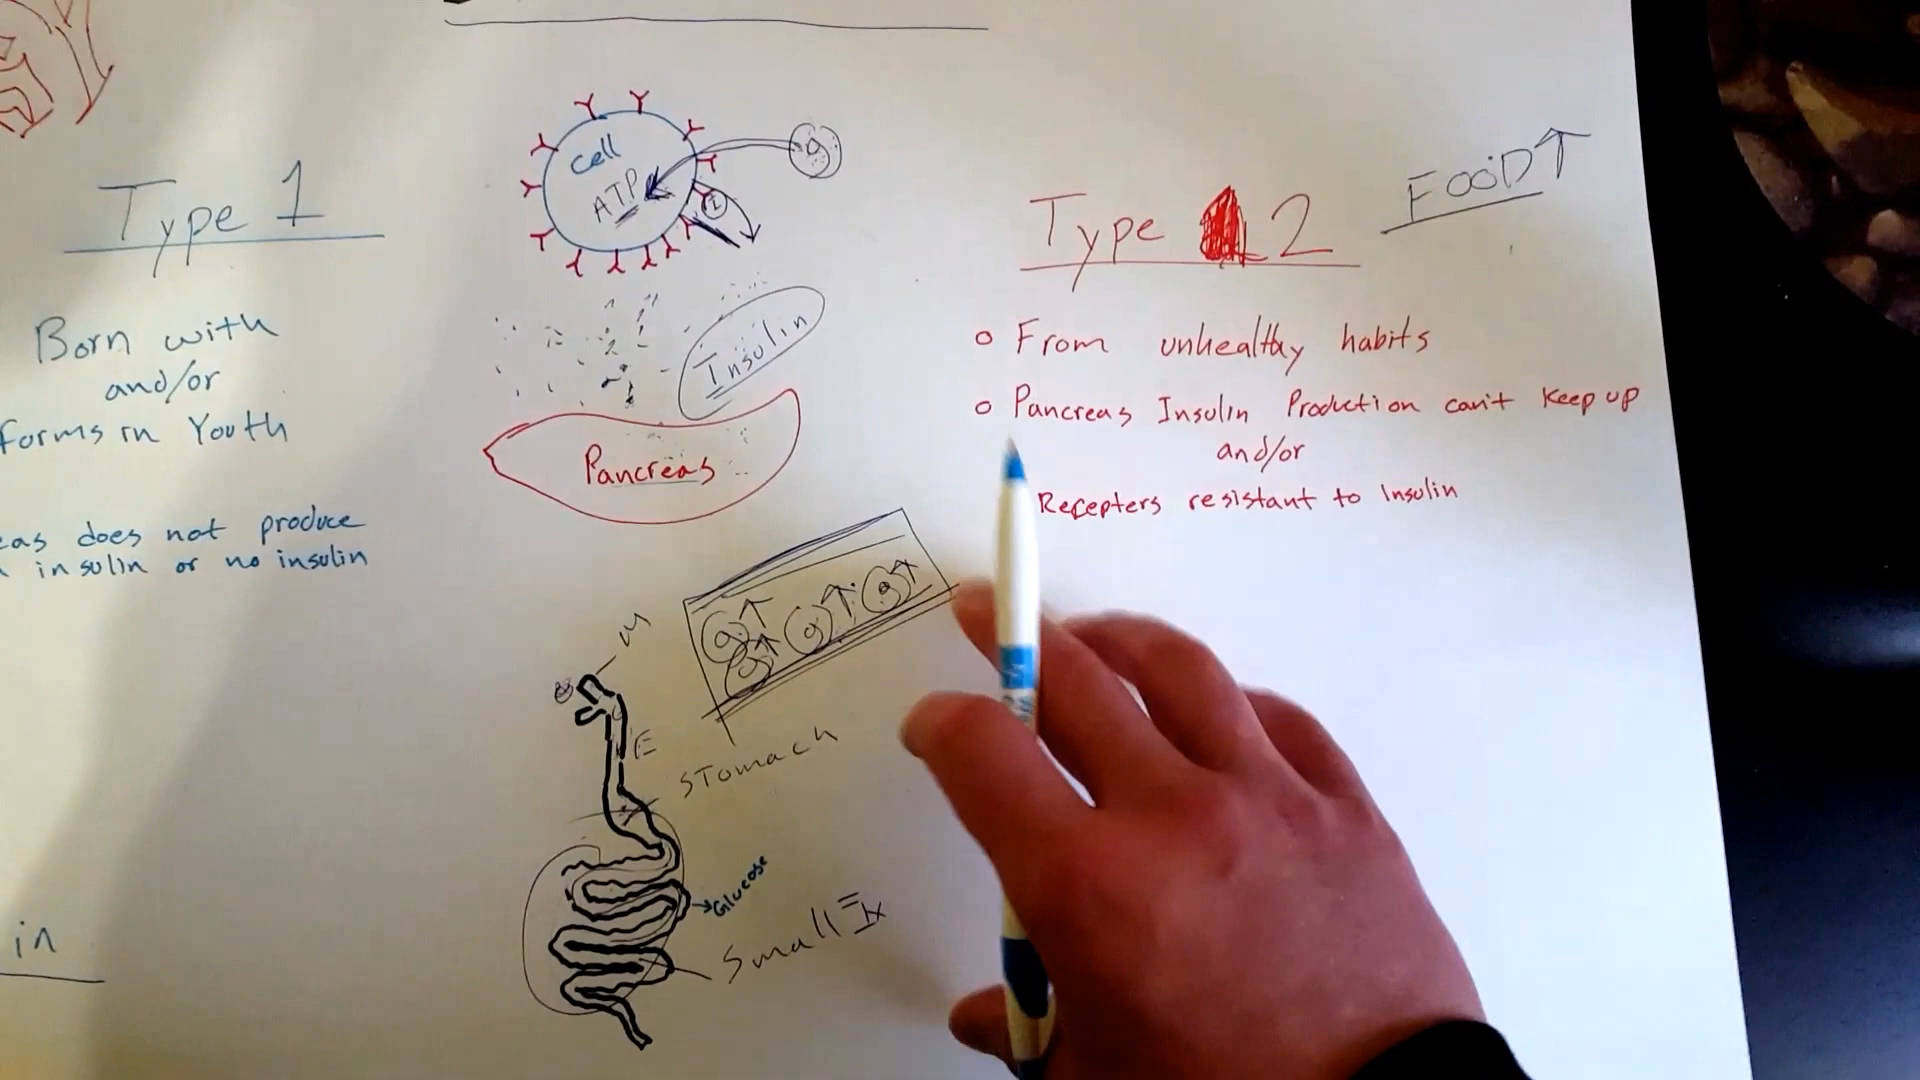 Type 1
Born with
and/or
forms in Youth
eas does not produce
insulin or no insulin
in
Cell
ATP
g
I
Insulin
Pancreas
g↑ g↑ g↑
g↑
M
E
STomach
→Glucose
Small Ix
Type 2
FOOD↑
o From unhealthy habits
o Pancreas Insulin Production can't Keep up
and/or
Recepters resistant to Insulin